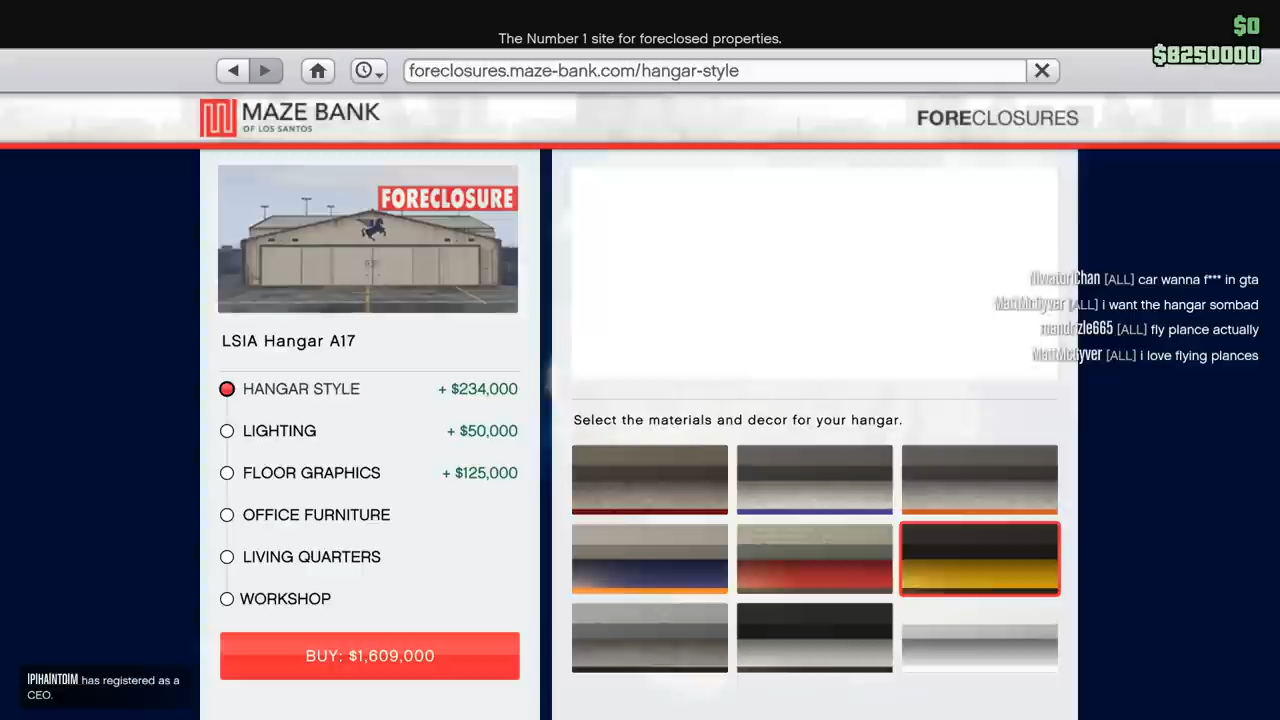 $0
The Number 1 site for foreclosed properties.
$8250000
foreclosures.maze-bank.com/hangar-style
MAZE BANK
OF LOS SANTOS
FORECLOSURES
FORECLOSURE
LSIA Hangar A17
HANGAR STYLE + $234,000
LIGHTING + $50,000
FLOOR GRAPHICS + $125,000
OFFICE FURNITURE
LIVING QUARTERS
WORKSHOP
BUY: $1,609,000
Select the materials and decor for your hangar.
[ALL] car wanna f*** in gta
MattMcGyver [ALL] i want the hangar sombad
[ALL] fly plance actually
MattMcGyver [ALL] i love flying plances
IPIKAINTOIM has registered as a
CEO.